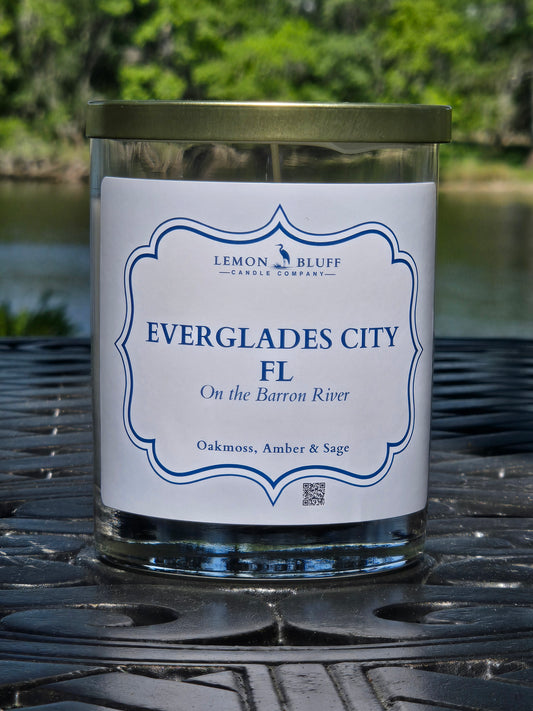 LEMON BLUFF
CANDLE COMPANY
EVERGLADES CITY
FL
On the Barron River
Oakmoss, Amber & Sage